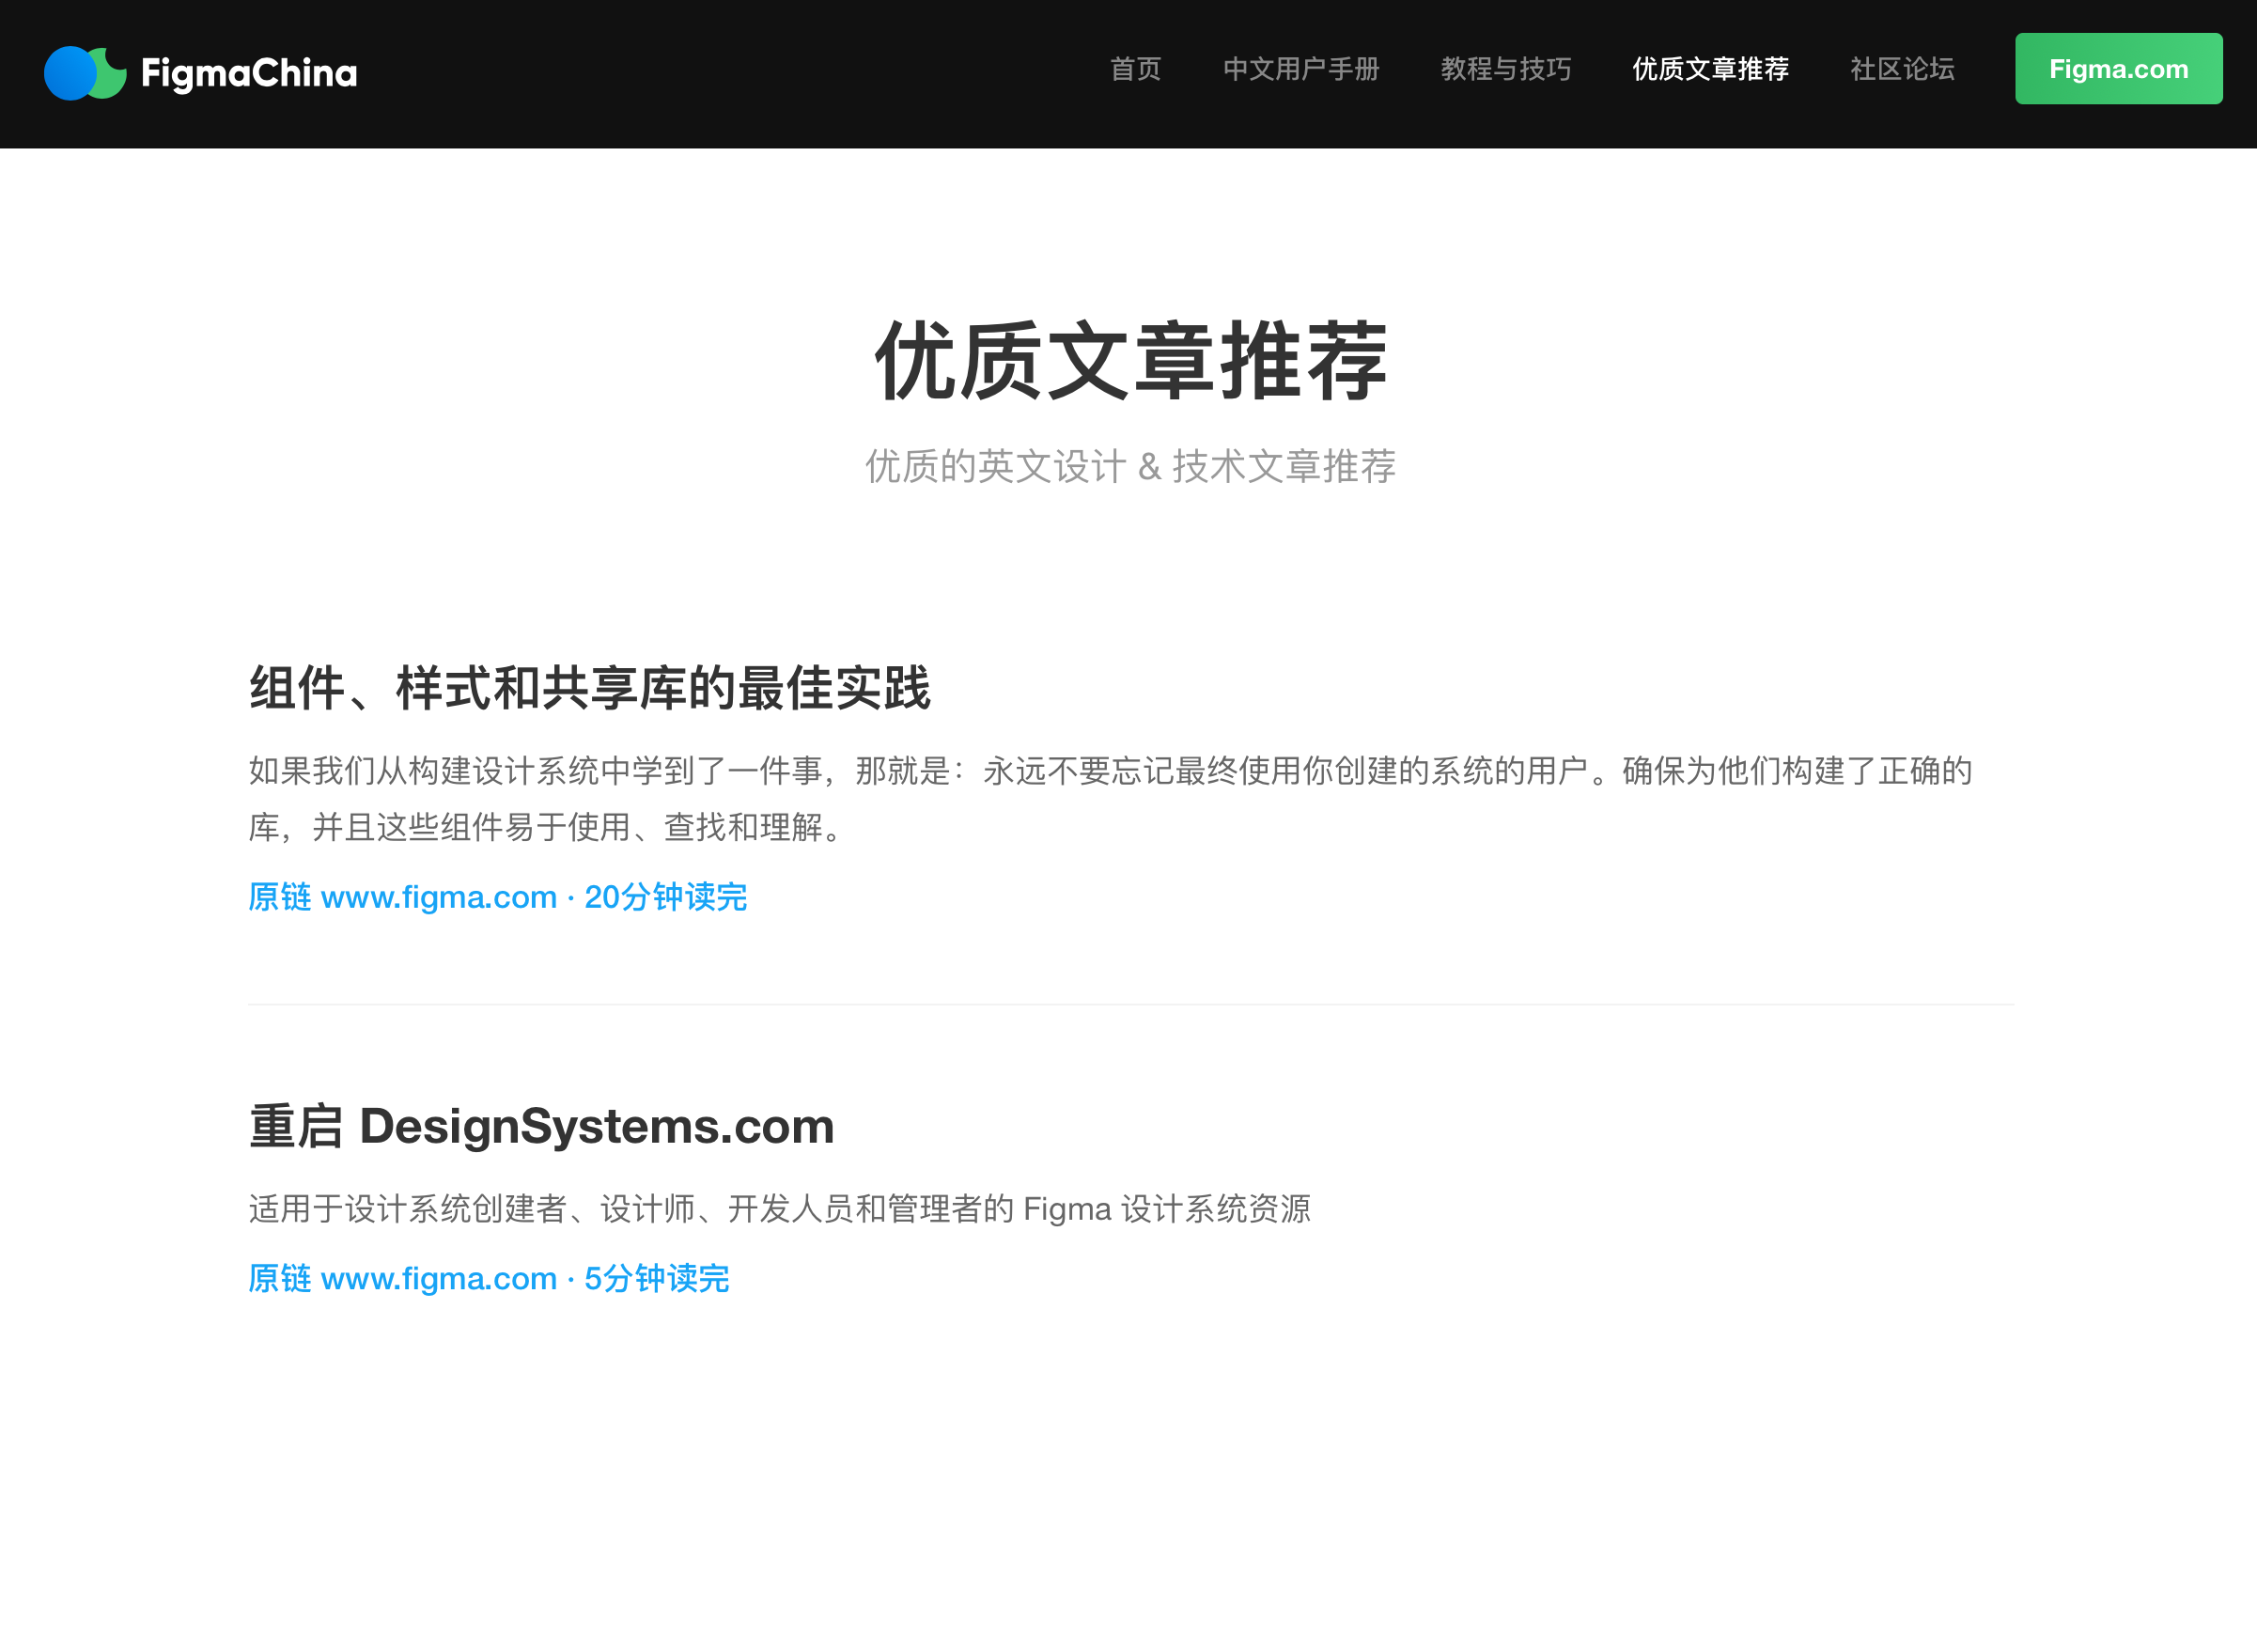 FigmaChina
首页
中文用户手册
教程与技巧
优质文章推荐
社区论坛
Figma.com
优质文章推荐
优质的英文设计 & 技术文章推荐
组件、样式和共享库的最佳实践
如果我们从构建设计系统中学到了一件事，那就是：永远不要忘记最终使用你创建的系统的用户。确保为他们构建了正确的
库，并且这些组件易于使用、查找和理解。
原链 www.figma.com · 20分钟读完
重启 DesignSystems.com
适用于设计系统创建者、设计师、开发人员和管理者的 Figma 设计系统资源
原链 www.figma.com · 5分钟读完